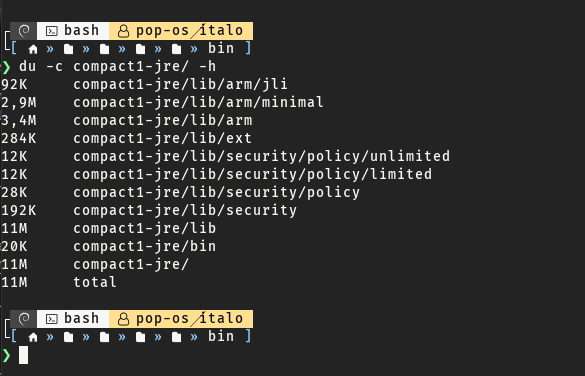 bash pop-os/ítalo
[ » » » » » bin ]
❯ du -c compact1-jre/ -h
92K compact1-jre/lib/arm/jli
2,9M compact1-jre/lib/arm/minimal
3,4M compact1-jre/lib/arm
284K compact1-jre/lib/ext
12K compact1-jre/lib/security/policy/unlimited
12K compact1-jre/lib/security/policy/limited
28K compact1-jre/lib/security/policy
192K compact1-jre/lib/security
11M compact1-jre/lib
20K compact1-jre/bin
11M compact1-jre/
11M total
bash pop-os/ítalo
[ » » » » » bin ]
❯